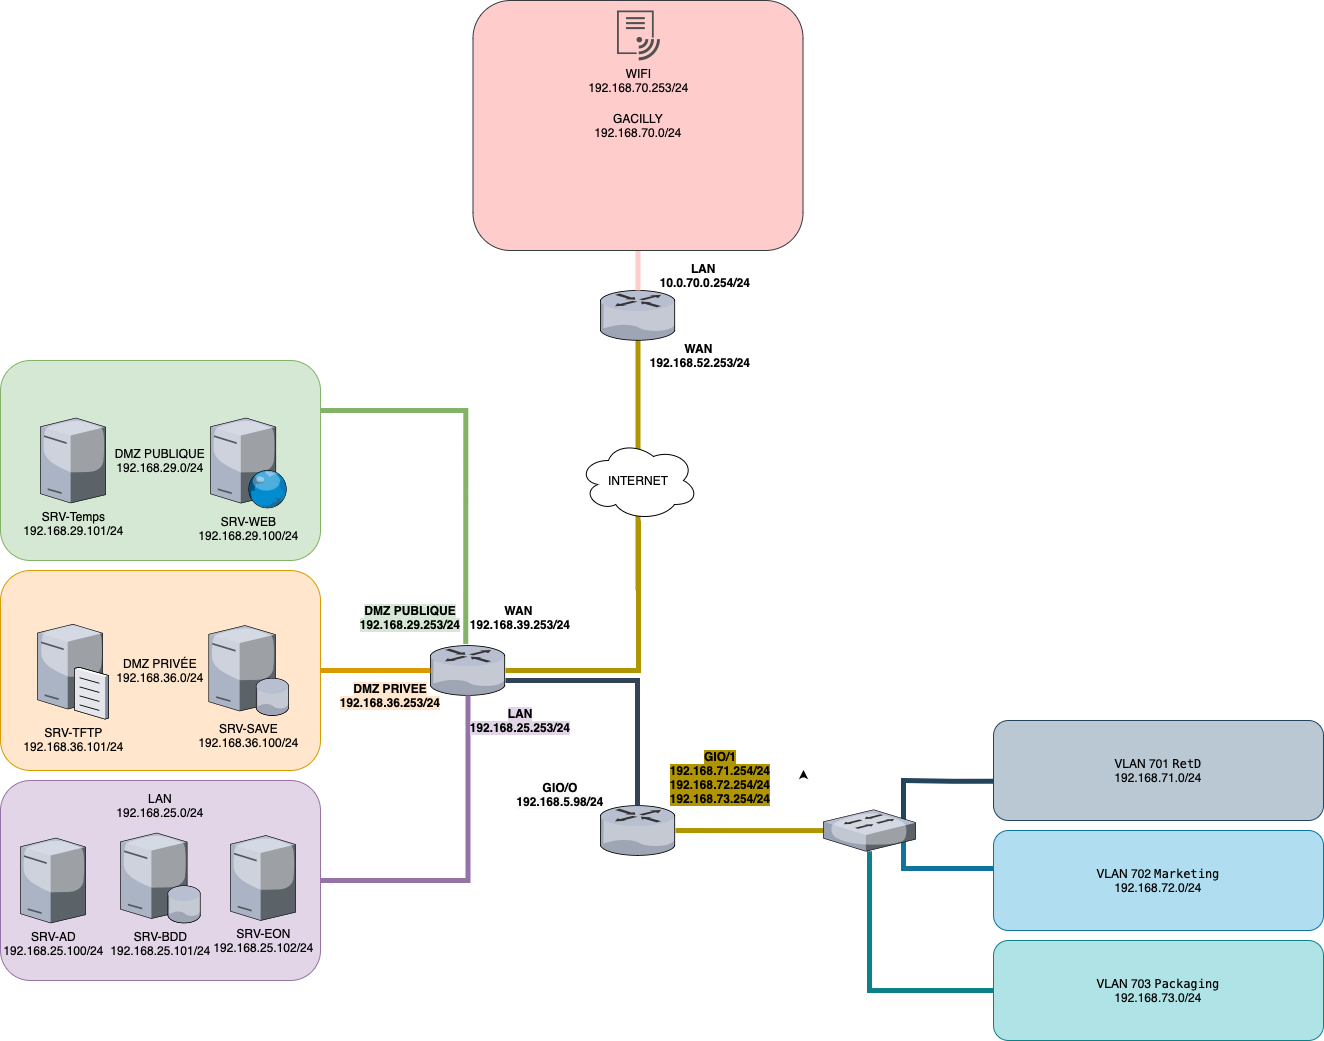 WIFI
192.168.70.253/24
GACILLY
192.168.70.0/24
LAN
10.0.70.0.254/24
WAN
192.168.52.253/24
INTERNET
DMZ PUBLIQUE
192.168.29.0/24
SRV-Temps
192.168.29.101/24
SRV-WEB
192.168.29.100/24
DMZ PUBLIQUE
192.168.29.253/24
WAN
192.168.39.253/24
DMZ PRIVÉE
192.168.36.0/24
SRV-TFTP
192.168.36.101/24
SRV-SAVE
192.168.36.100/24
DMZ PRIVEE
192.168.36.253/24
LAN
192.168.25.253/24
LAN
192.168.25.0/24
SRV-AD
192.168.25.100/24
SRV-BDD
192.168.25.101/24
SRV-EON
192.168.25.102/24
GIO/O
192.168.5.98/24
GIO/1
192.168.71.254/24
192.168.72.254/24
192.168.73.254/24
VLAN 701 RetD
192.168.71.0/24
VLAN 702 Marketing
192.168.72.0/24
VLAN 703 Packaging
192.168.73.0/24